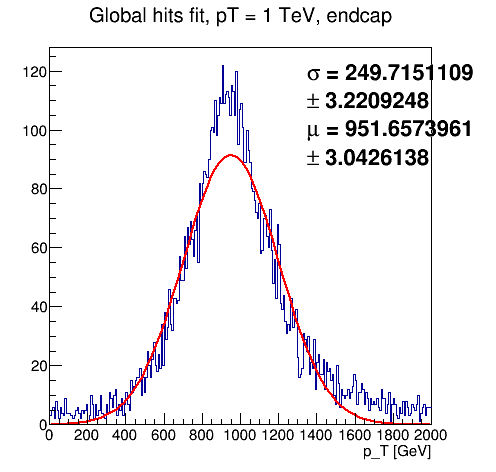 Global hits fit, pT = 1 TeV, endcap
σ = 249.7151109
± 3.2209248
μ = 951.6573961
± 3.0426138
120
100
80
60
40
20
0
0 200 400 600 800 1000 1200 1400 1600 1800 2000
p_T [GeV]